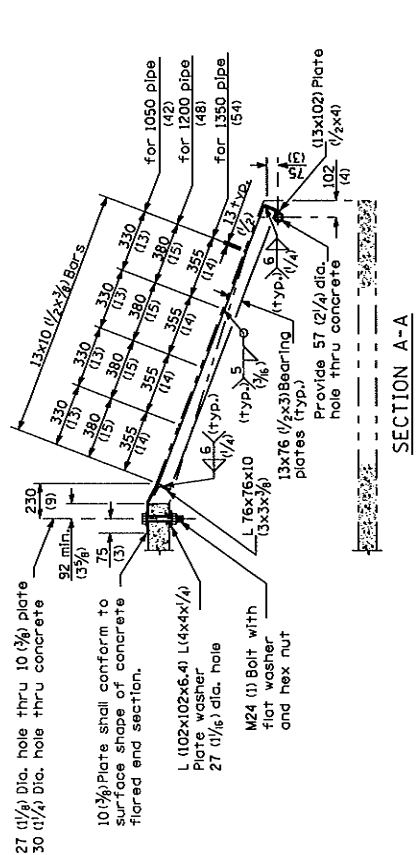 27 (1 1/8) Dia. hole thru 10 (3/8) plate
30 (1 1/4) Dia. hole thru concrete
230
(9)
92 min.
(3 5/8)
75
(3)
10 (3/8) Plate shall conform to
surface shape of concrete
flared end section.
L (102x102x6.4) L(4x4x1/4)
Plate washer
27 (1 1/16) dia. hole
M24 (1) Bolt with
flat washer
and hex nut
13x10 (1/2x3/8) Bars
330
(13)
330
(13)
330
(13)
330
(13)
for 1050 pipe
(42)
380
(15)
380
(15)
380
(15)
380
(15)
for 1200 pipe
(48)
355
(14)
355
(14)
355
(14)
355
(14)
for 1350 pipe
(54)
13 typ.
(1/2)
6
(1/4)
(typ.)
L 76x76x10
(3x3x3/8)
(typ.)
5
(3/16)
13x76 (1/2x3) Bearing
plates (typ.)
(typ.)
6
(1/4)
75
(3)
102
(4)
(13x102) Plate
(1/2x4)
Provide 57 (2 1/4) dia.
hole thru concrete
SECTION A-A